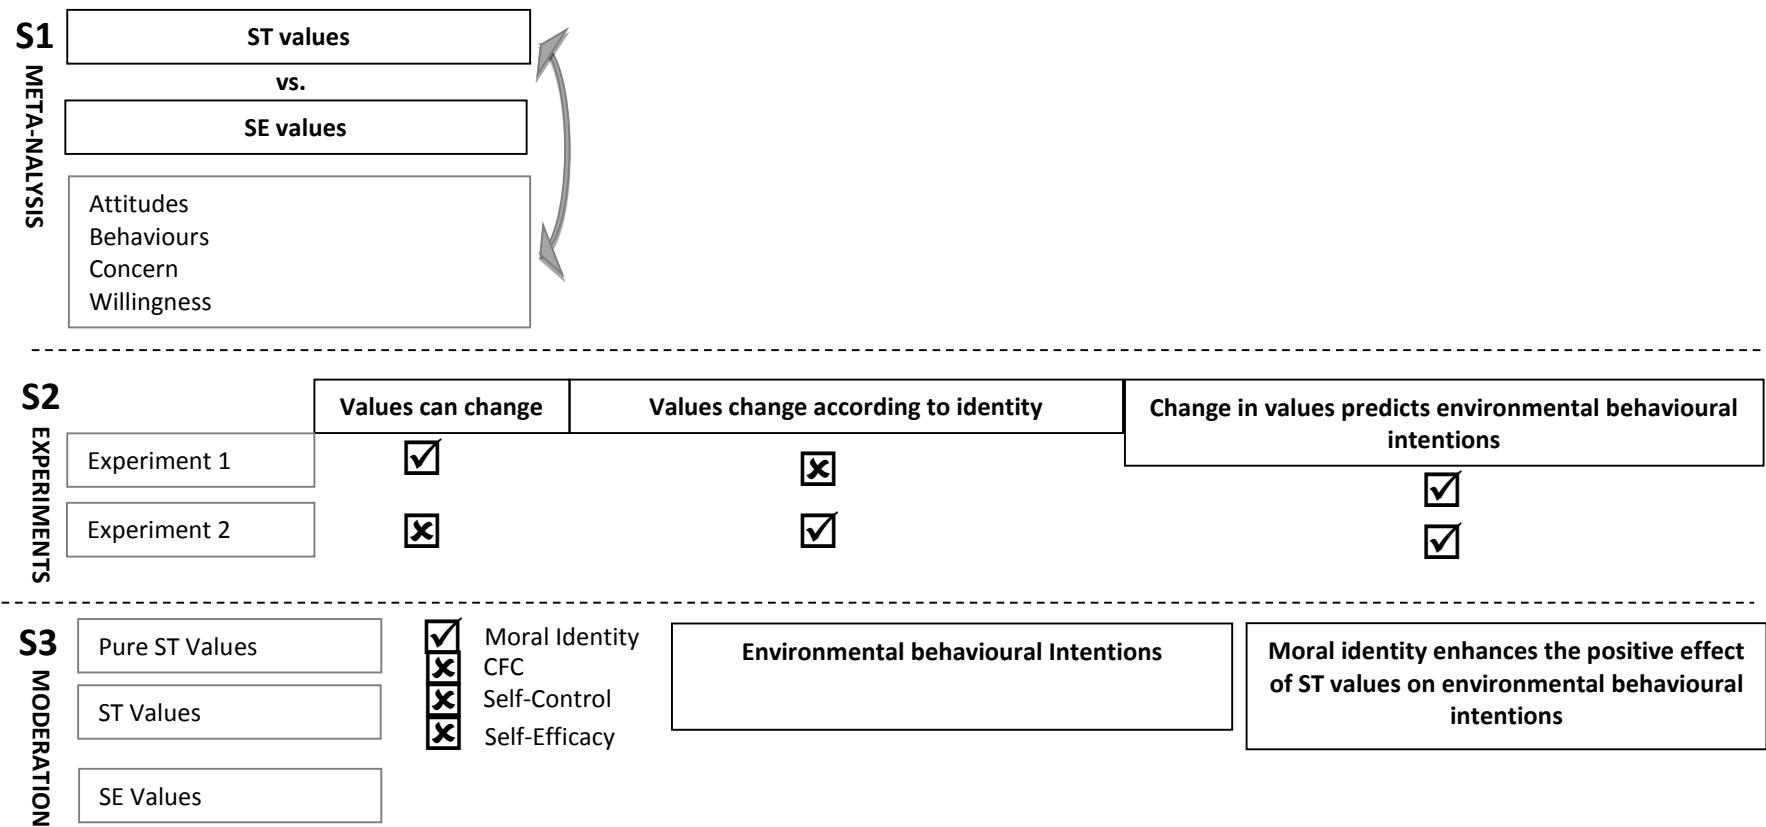 S1
META-NALYSIS
ST values
vs.
SE values
Attitudes
Behaviours
Concern
Willingness
S2
EXPERIMENTS
Values can change
Values change according to identity
Change in values predicts environmental behavioural
intentions
Experiment 1
Experiment 2
S3
MODERATION
Pure ST Values
ST Values
SE Values
Moral Identity
CFC
Self-Control
Self-Efficacy
Environmental behavioural Intentions
Moral identity enhances the positive effect
of ST values on environmental behavioural
intentions